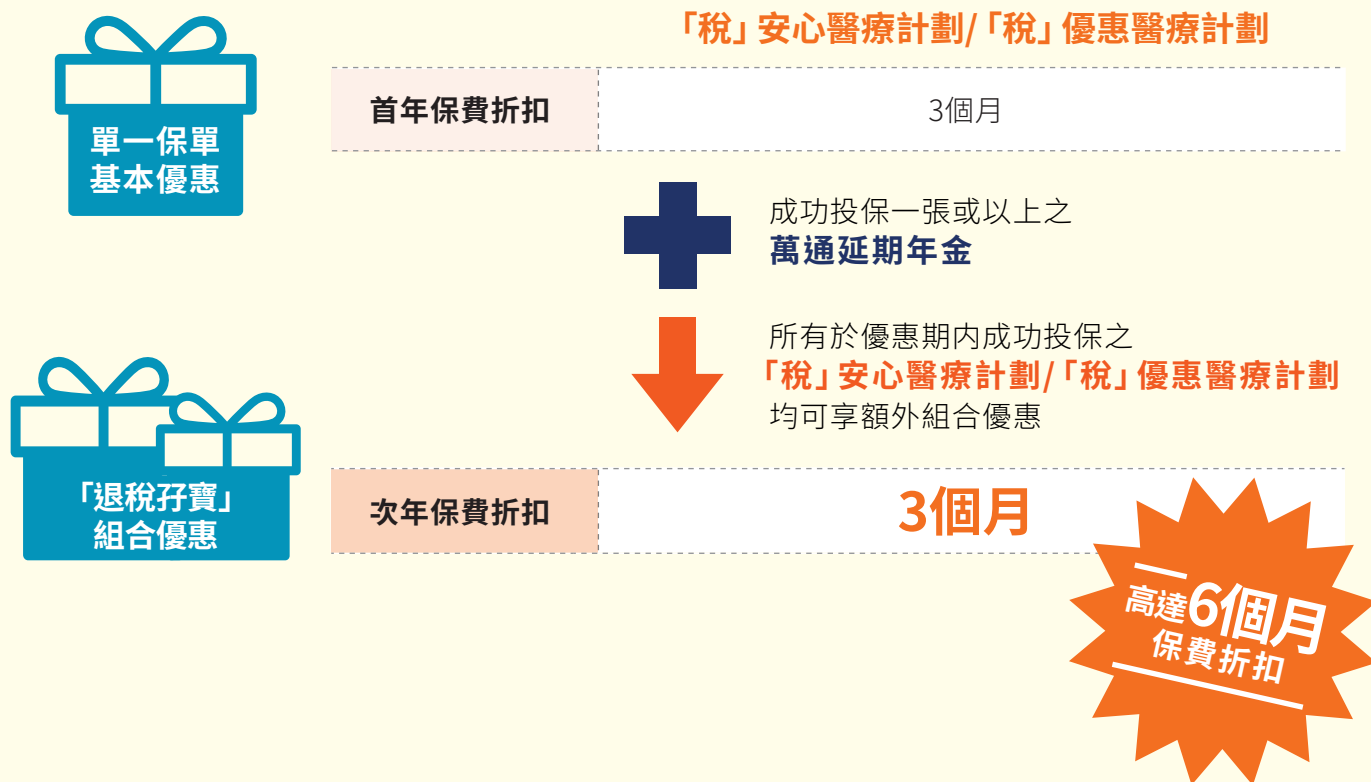 「稅」安心醫療計劃/「稅」優惠醫療計劃
單一保單
基本優惠
首年保費折扣
3個月
成功投保一張或以上之
萬通延期年金
所有於優惠期内成功投保之
「稅」安心醫療計劃/「稅」優惠醫療計劃
均可享額外組合優惠
「退稅孖寶」
組合優惠
次年保費折扣
3個月
高達6個月
保費折扣